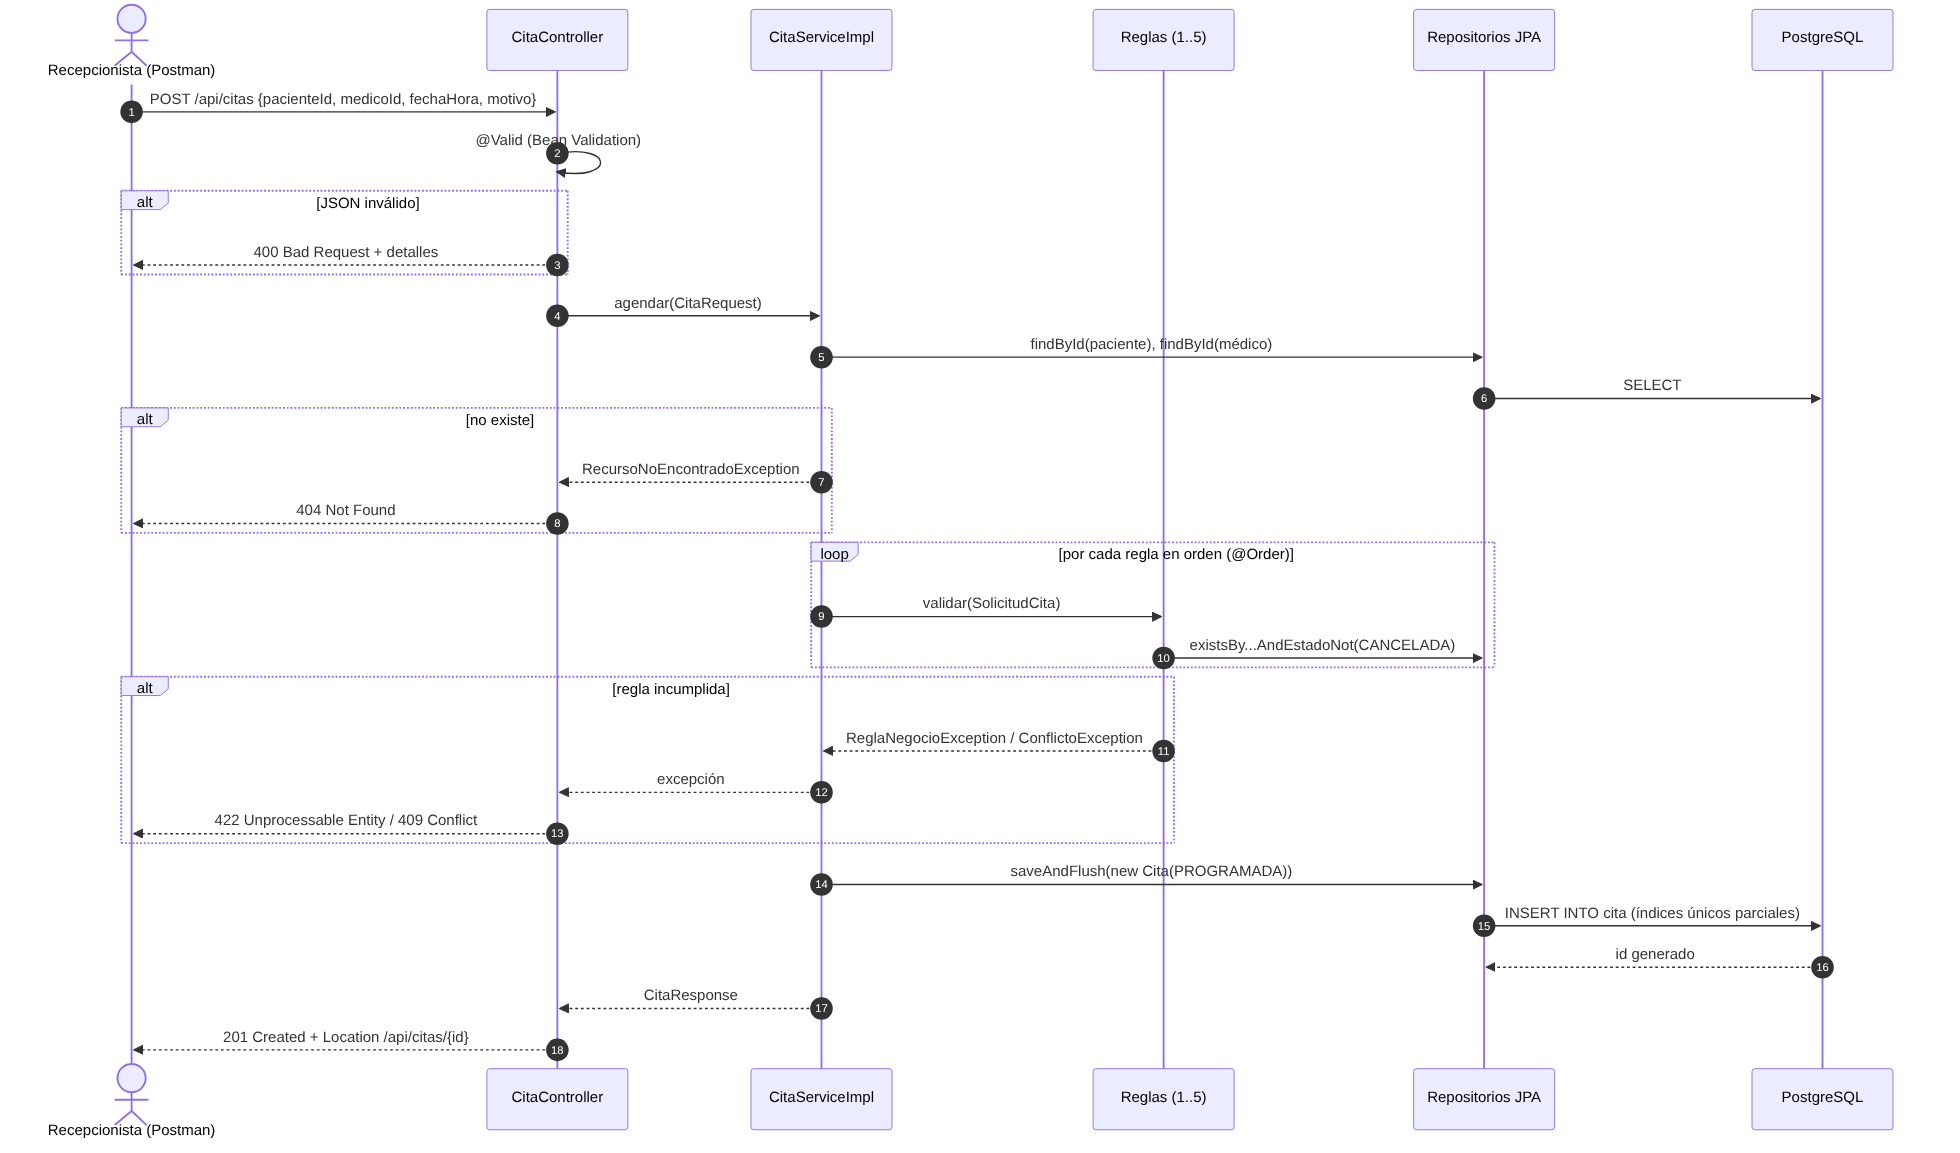 Recepcionista (Postman)
CitaController
CitaServiceImpl
Reglas (1..5)
Repositorios JPA
PostgreSQL
1
POST /api/citas {pacienteId, medicoId, fechaHora, motivo}
@Valid (Bean Validation)
2
alt
[JSON inválido]
400 Bad Request + detalles
3
agendar(CitaRequest)
4
findById(paciente), findById(médico)
5
SELECT
6
alt
[no existe]
RecursoNoEncontradoException
7
404 Not Found
8
loop
[por cada regla en orden (@Order)]
validar(SolicitudCita)
9
existsBy...AndEstadoNot(CANCELADA)
10
alt
[regla incumplida]
ReglaNegocioException / ConflictoException
11
excepción
12
422 Unprocessable Entity / 409 Conflict
13
saveAndFlush(new Cita(PROGRAMADA))
14
INSERT INTO cita (índices únicos parciales)
15
id generado
16
CitaResponse
17
201 Created + Location /api/citas/{id}
18
Recepcionista (Postman)
CitaController
CitaServiceImpl
Reglas (1..5)
Repositorios JPA
PostgreSQL